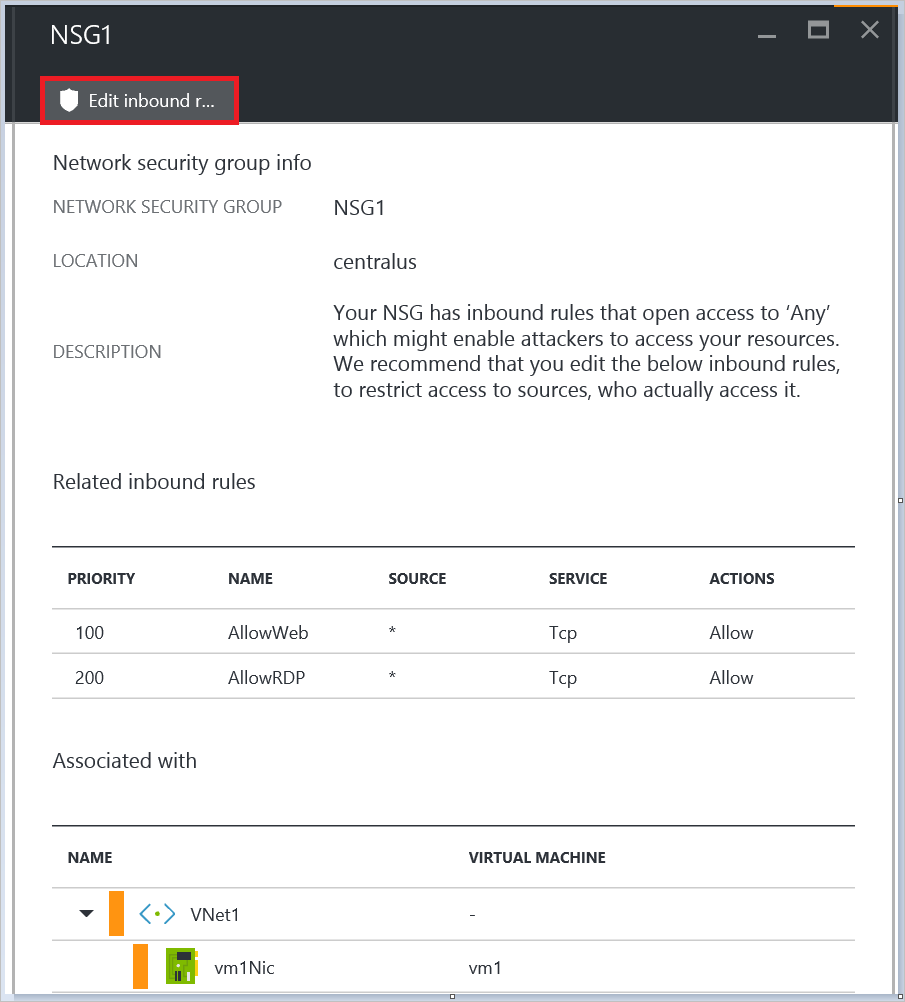 NSG1
Edit inbound r...
Network security group info
NETWORK SECURITY GROUP NSG1
LOCATION centralus
DESCRIPTION
Your NSG has inbound rules that open access to ‘Any’
which might enable attackers to access your resources.
We recommend that you edit the below inbound rules,
to restrict access to sources, who actually access it.
Related inbound rules
PRIORITY NAME SOURCE SERVICE ACTIONS
100 AllowWeb * Tcp Allow
200 AllowRDP * Tcp Allow
Associated with
NAME VIRTUAL MACHINE
VNet1 -
vm1Nic vm1